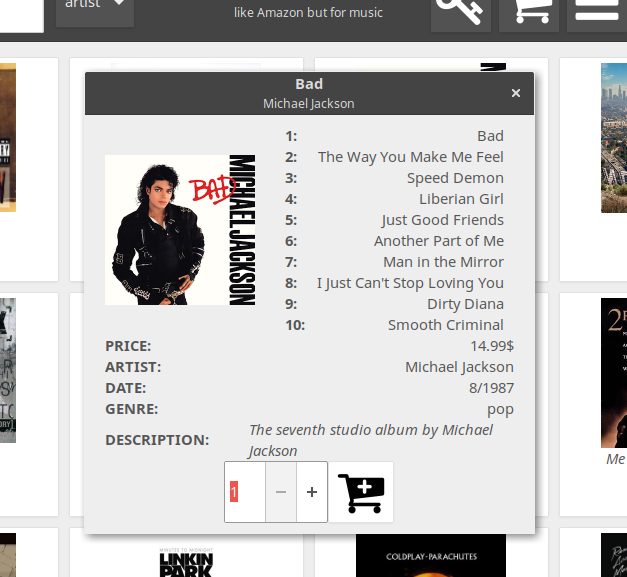 artist
like Amazon but for music
Bad
Michael Jackson
×
BAD
MICHAEL JACKSON
1: Bad
2: The Way You Make Me Feel
3: Speed Demon
4: Liberian Girl
5: Just Good Friends
6: Another Part of Me
7: Man in the Mirror
8: I Just Can't Stop Loving You
9: Dirty Diana
10: Smooth Criminal
PRICE: 14.99$
ARTIST: Michael Jackson
DATE: 8/1987
GENRE: pop
DESCRIPTION: The seventh studio album by Michael
Jackson
1 − +
2
Me
MINUTES TO MIDNIGHT
LINKIN
PARK
COLDPLAY·PARACHUTES